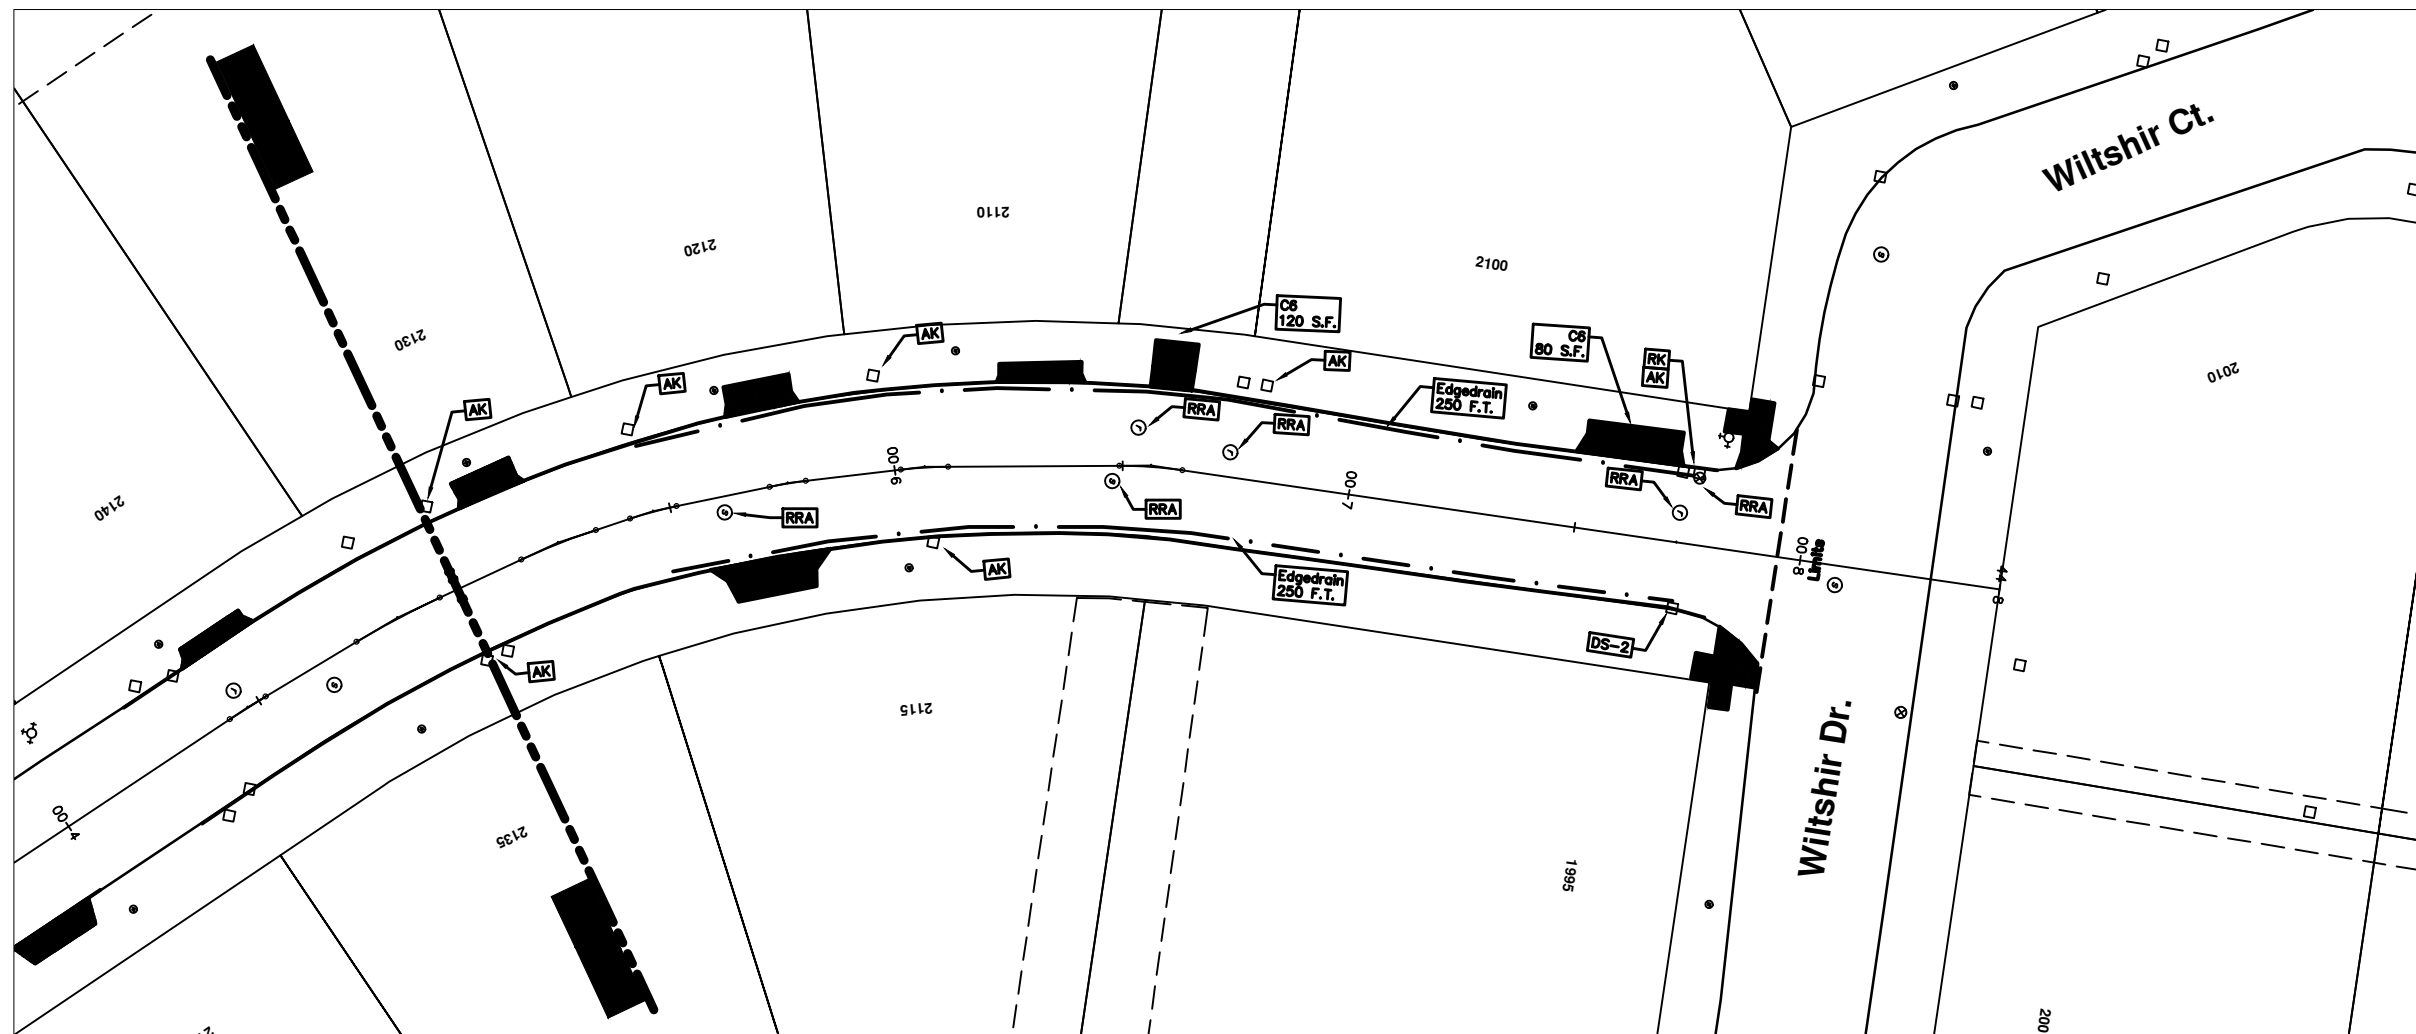 Wiltshir Ct.
2110
2120
2100
C6
120 S.F.
C6
80 S.F.
2130
AK
AK
RK
AK
AK
AK
2010
Edgedrain
250 F.T.
RRA
RRA
00
6
RRA
00
7
RRA
2140
RRA
RRA
00
8
Limits
AK
Edgedrain
250 F.T.
44
8
DS-2
AK
2115
Wiltshir Dr.
00
4
2135
1995
200